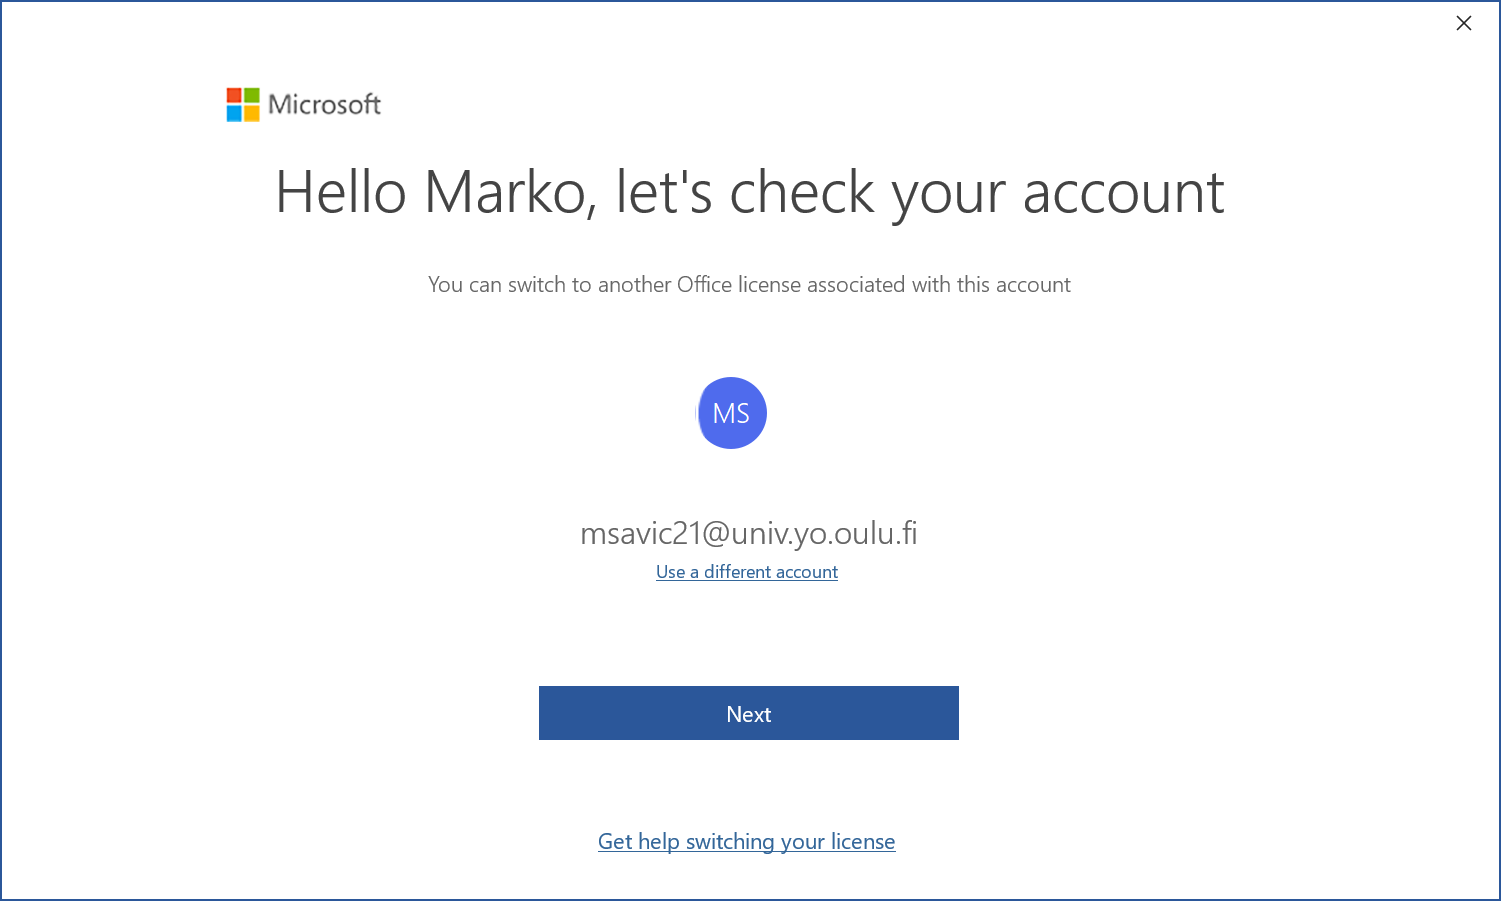 Microsoft
Hello Marko, let's check your account
You can switch to another Office license associated with this account
MS
msavic21@univ.yo.oulu.fi
Use a different account
Next
Get help switching your license